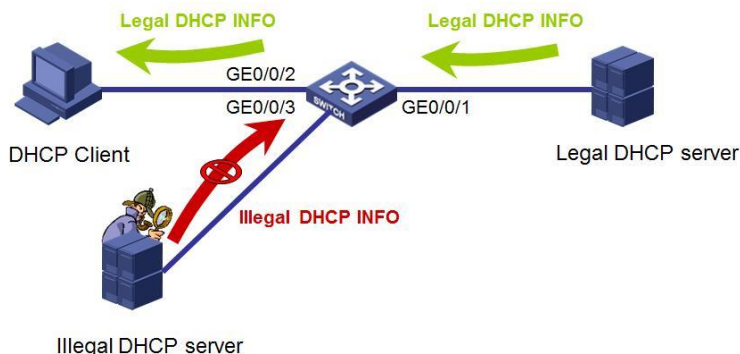 Legal DHCP INFO
Legal DHCP INFO
GE0/0/2
GE0/0/3
SWITCH
GE0/0/1
DHCP Client
Legal DHCP server
Illegal DHCP INFO
Illegal DHCP server